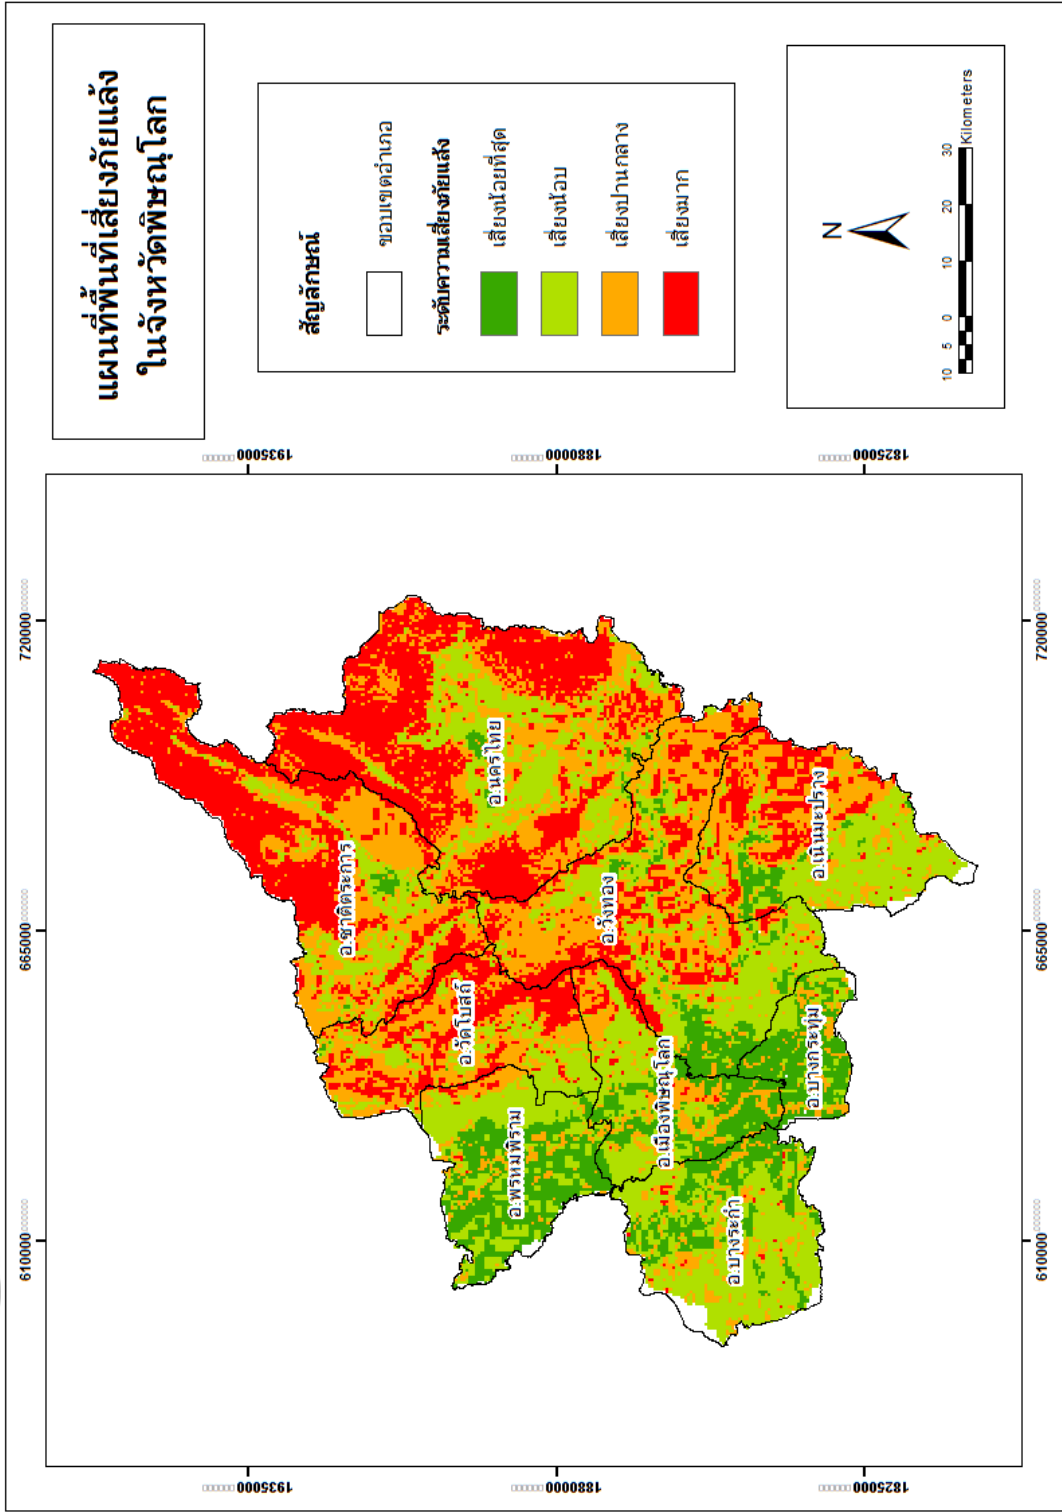 แผนที่พื้นที่เสี่ยงภัยแล้ง
ในจังหวัดพิษณุโลก
สัญลักษณ์
ขอบเขตอำเภอ
ระดับความเสี่ยงภัยแล้ง
เสี่ยงน้อยที่สุด
เสี่ยงน้อย
เสี่ยงปานกลาง
เสี่ยงมาก
N
10 5 0 10 20 30
Kilometers
610000 665000 720000
1935000 1935000
1880000 1880000
1825000 1825000
610000 665000 720000
อ.ชาติตระการ
อ.นครไทย
อ.วัดโบสถ์
อ.พรหมพิราม
อ.วังทอง
อ.เมืองพิษณุโลก
อ.บางระกำ
อ.บางกระทุ่ม
อ.เนินมะปราง